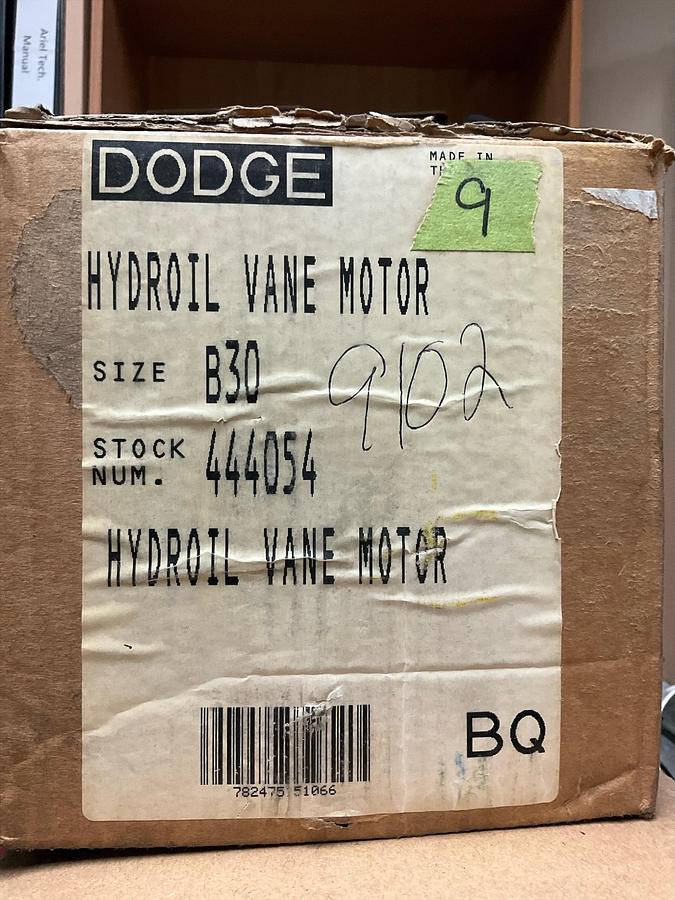 Ariel Tech.
Manual
DODGE
MADE IN
9
HYDROIL VANE MOTOR
SIZE B30
9102
STOCK
NUM. 444054
HYDROIL VANE MOTOR
BQ
782475 51066